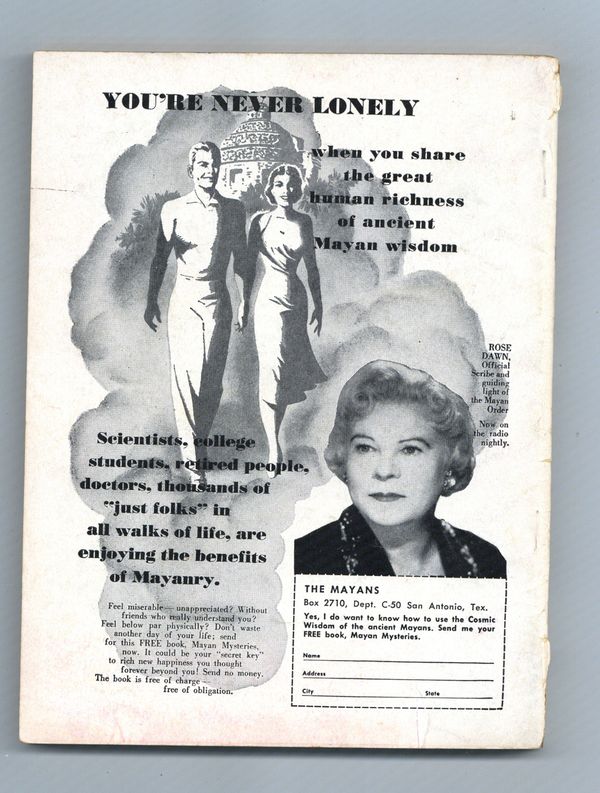 YOU'RE NEVER LONELY
when you share
the great
human richness
of ancient
Mayan wisdom
ROSE
DAWN,
Official
Scribe and
guiding
light of
the Mayan
Order
Now on
the radio
nightly.
Scientists, college
students, retired people,
doctors, thousands of
"just folks" in
all walks of life, are
enjoying the benefits
of Mayanry.
Feel miserable — unappreciated? Without
friends who really understand you?
Feel below par physically? Don't waste
another day of your life; send
for this FREE book, Mayan Mysteries,
now. It could be your "secret key"
to rich new happiness you thought
forever beyond you! Send no money.
The book is free of charge —
free of obligation.
THE MAYANS
Box 2710, Dept. C-50 San Antonio, Tex.
Yes, I do want to know how to use the Cosmic
Wisdom of the ancient Mayans. Send me your
FREE book, Mayan Mysteries.
Name
Address
City State